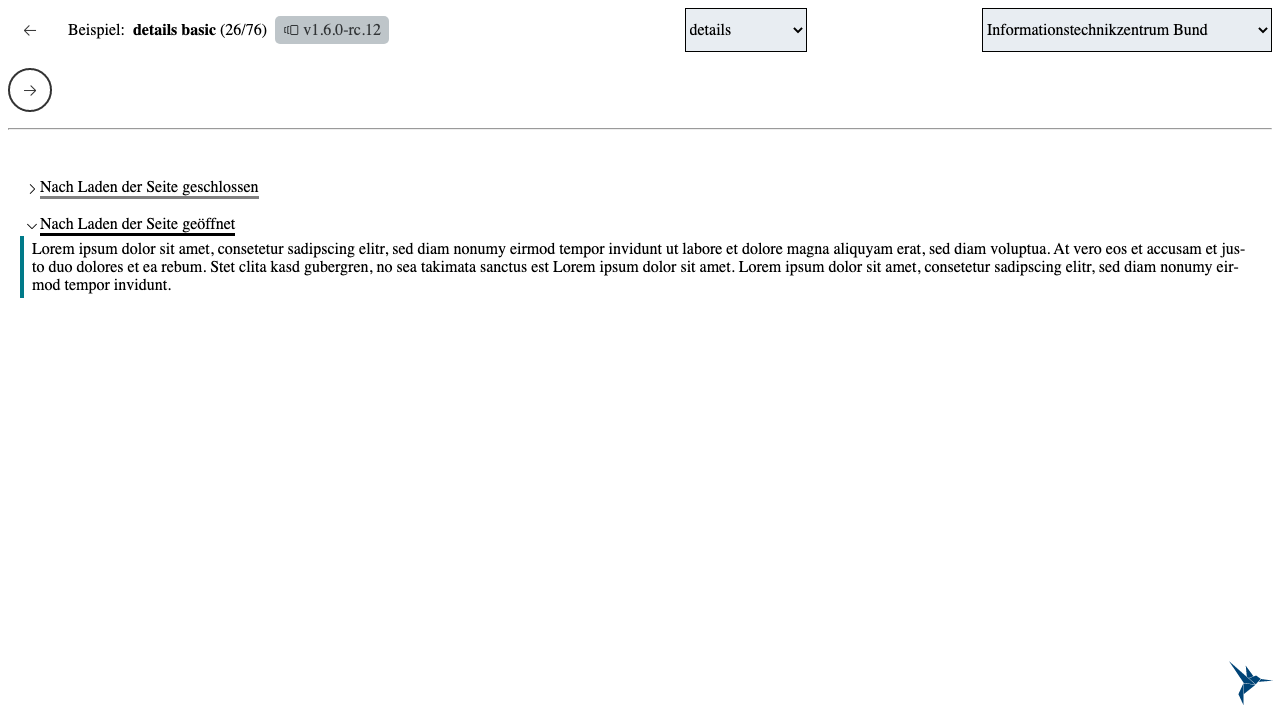 Beispiel: details basic (26/76) v1.6.0-rc.12 details Informationstechnikzentrum Bund
Nach Laden der Seite geschlossen
Nach Laden der Seite geöffnet
Lorem ipsum dolor sit amet, consetetur sadipscing elitr, sed diam nonumy eirmod tempor invidunt ut labore et dolore magna aliquyam erat, sed diam voluptua. At vero eos et accusam et jus-
to duo dolores et ea rebum. Stet clita kasd gubergren, no sea takimata sanctus est Lorem ipsum dolor sit amet. Lorem ipsum dolor sit amet, consetetur sadipscing elitr, sed diam nonumy eir-
mod tempor invidunt.